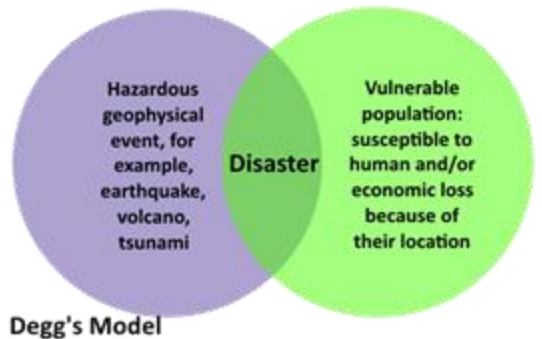 Hazardous
geophysical
event, for
example,
earthquake,
volcano,
tsunami
Disaster
Vulnerable
population:
susceptible to
human and/or
economic loss
because of
their location
Degg's Model